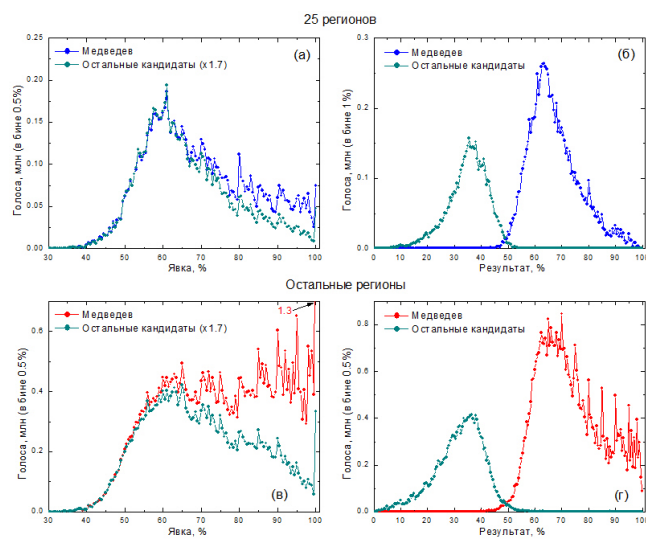 25 регионов
(а)
Медведев
Остальные кандидаты (x1.7)
Голоса, млн (в бине 0.5%)
0.25
0.20
0.15
0.10
0.05
0.00
30 40 50 60 70 80 90 100
Явка, %
(б)
Медведев
Остальные кандидаты
Голоса, млн (в бине 1%)
0.3
0.2
0.1
0.0
0 10 20 30 40 50 60 70 80 90 100
Результат, %
Остальные регионы
1.3
Медведев
Остальные кандидаты (x1.7)
Голоса, млн (в бине 0.5%)
0.6
0.4
0.2
0.0
(в)
30 40 50 60 70 80 90 100
Явка, %
Медведев
Остальные кандидаты
Голоса, млн (в бине 0.5%)
0.8
0.6
0.4
0.2
0.0
(г)
0 10 20 30 40 50 60 70 80 90 100
Результат, %